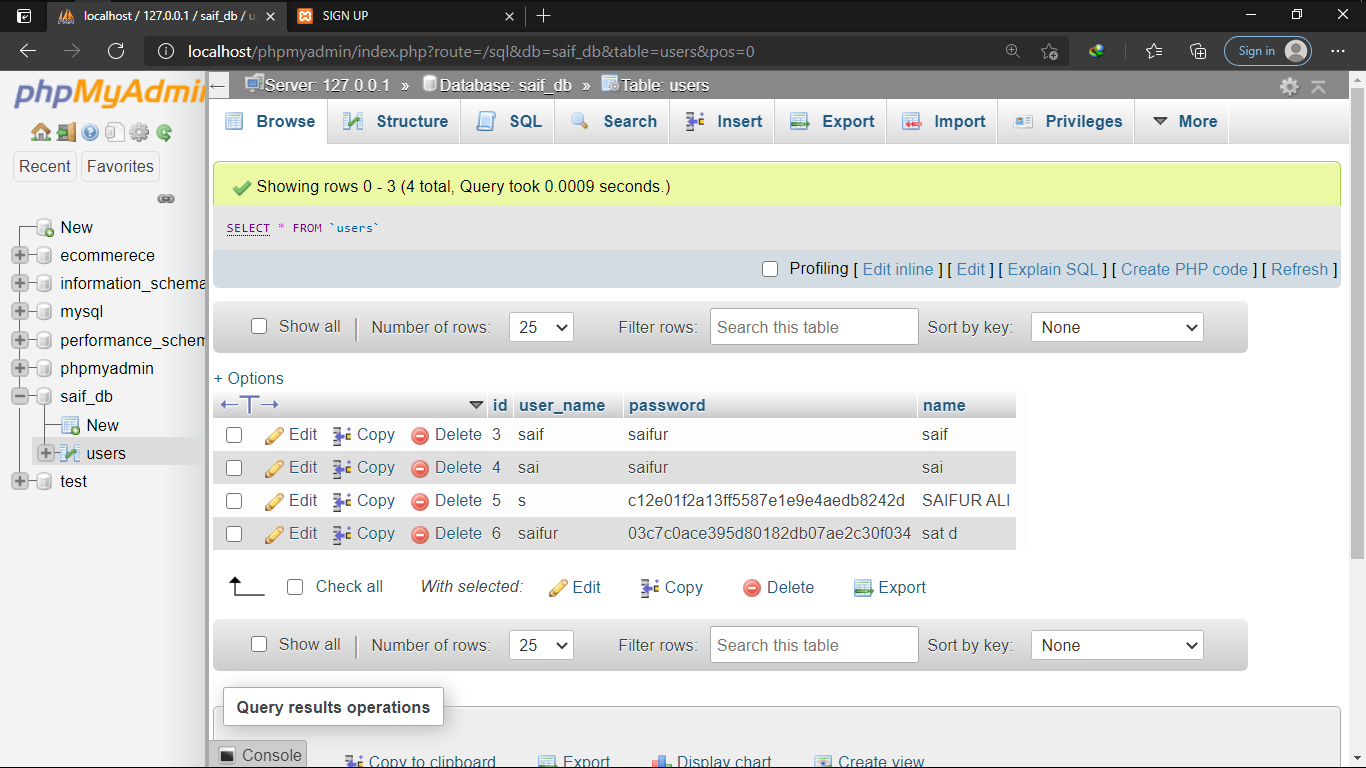 localhost / 127.0.0.1 / saif_db / u
SIGN UP
localhost/phpmyadmin/index.php?route=/sql&db=saif_db&table=users&pos=0
Sign in
phpMyAdmi
Recent Favorites
New
ecommerece
information_schema
mysql
performance_schem
phpmyadmin
saif_db
New
users
test
Server: 127.0.0.1 » Database: saif_db » Table: users
Browse Structure SQL Search Insert Export Import Privileges More
Showing rows 0 - 3 (4 total, Query took 0.0009 seconds.)
SELECT * FROM `users`
Profiling [ Edit inline ] [ Edit ] [ Explain SQL ] [ Create PHP code ] [ Refresh ]
Show all | Number of rows: 25 Filter rows: Search this table Sort by key: None
+ Options
←T→ id user_name password name
Edit Copy Delete 3 saif saifur saif
Edit Copy Delete 4 sai saifur sai
Edit Copy Delete 5 s c12e01f2a13ff5587e1e9e4aedb8242d SAIFUR ALI
Edit Copy Delete 6 saifur 03c7c0ace395d80182db07ae2c30f034 sat d
Check all With selected: Edit Copy Delete Export
Show all | Number of rows: 25 Filter rows: Search this table Sort by key: None
Query results operations
Console
Copy to clipboard Export Display chart Create view